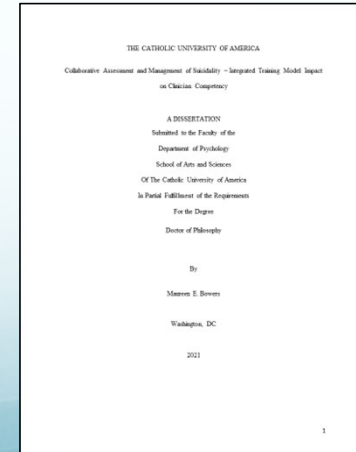 THE CATHOLIC UNIVERSITY OF AMERICA
Collaborative Assessment and Management of Suicidality – Integrated Training Model Impact
on Clinician Competency
A DISSERTATION
Submitted to the Faculty of the
Department of Psychology
School of Arts and Sciences
Of The Catholic University of America
In Partial Fulfillment of the Requirements
For the Degree
Doctor of Philosophy
By
Maureen E. Bowers
Washington, DC
2021
1